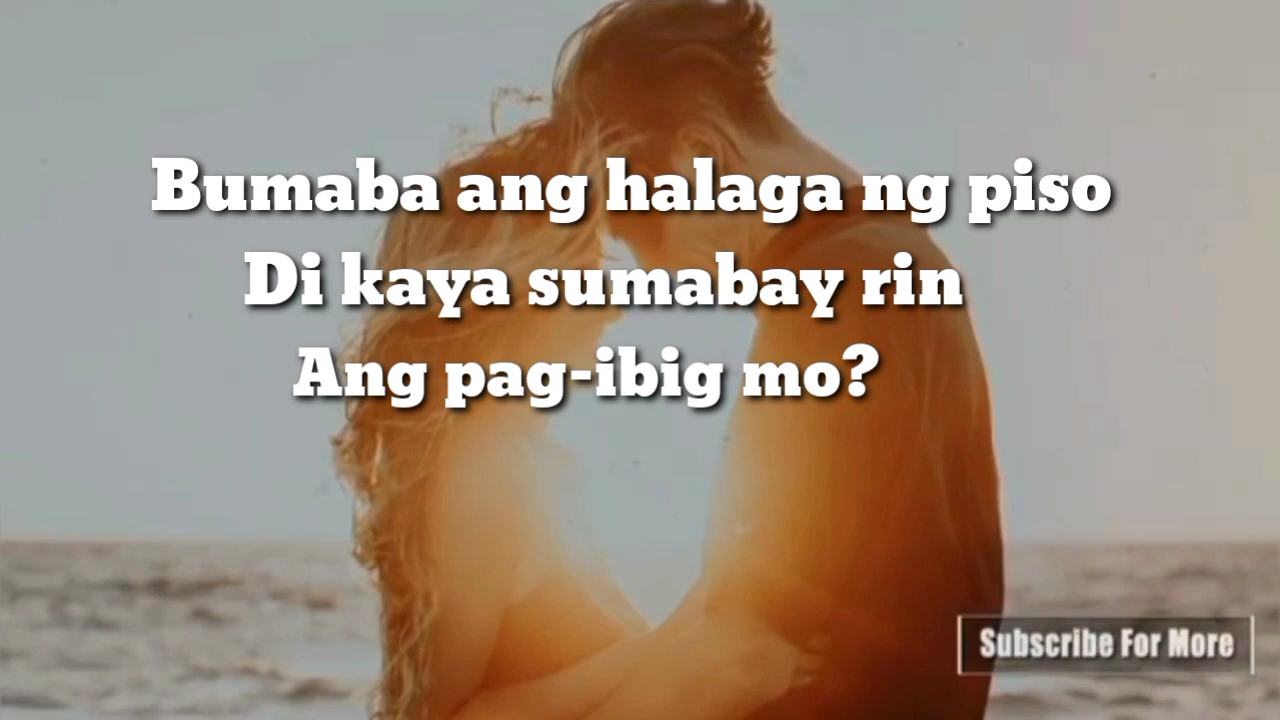 Bumaba ang halaga ng piso
Di kaya sumabay rin
Ang pag-ibig mo?
Subscribe For More